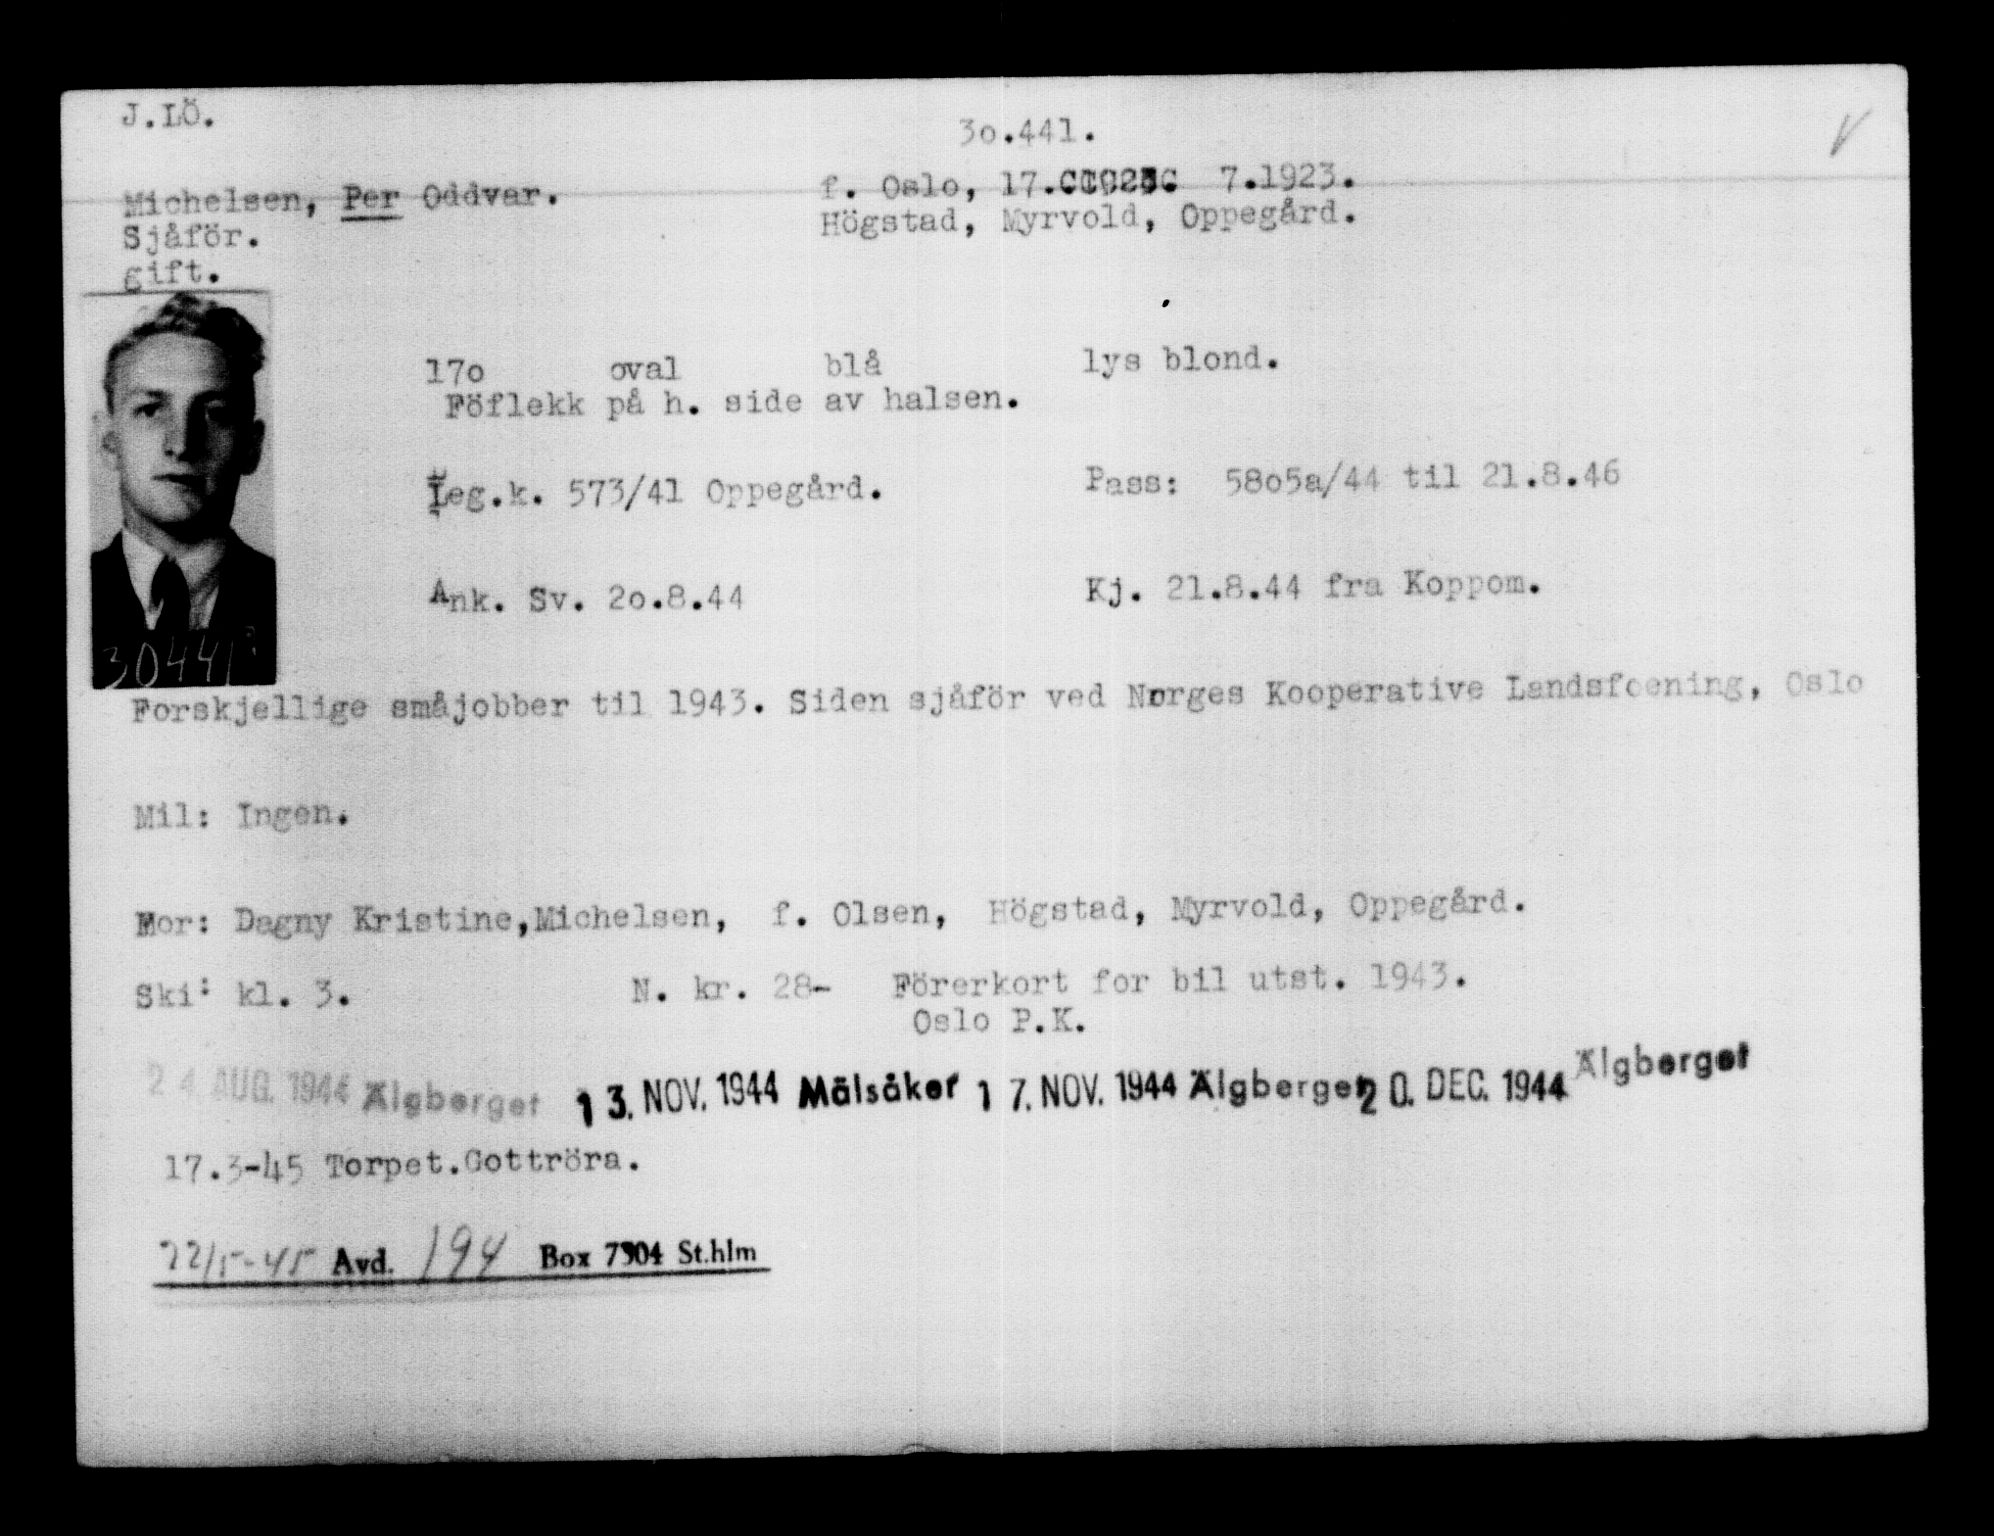 J.LÖ.
3o.441.
Michelsen, Per Oddvar.
f. Oslo, 17. 7.1923.
Sjåför.
Högstad, Myrvold, Oppegård.
gift.
17o oval blå lys blond.
Föflekk på h. side av halsen.
Leg.k. 573/41 Oppegård.
Pass: 58o5a/44 til 21.8.46
Ank. Sv. 2o.8.44
Kj. 21.8.44 fra Koppom.
30441
Forskjellige småjobber til 1943. Siden sjåför ved Norges Kooperative Landsfoening, Oslo
Mil: Ingen.
Mor: Dagny Kristine,Michelsen, f. Olsen, Högstad, Myrvold, Oppegård.
Ski: kl. 3.
N. kr. 28-
Förerkort for bil utst. 1943.
Oslo P.K.
24. AUG. 1944 Älgberget 13. NOV. 1944 Mälsåker 17. NOV. 1944 Älgberget 20. DEC. 1944 Älgberget
17.3-45 Torpet.Gottröra.
22/5-45 Avd. 194 Box 7304 St.hlm